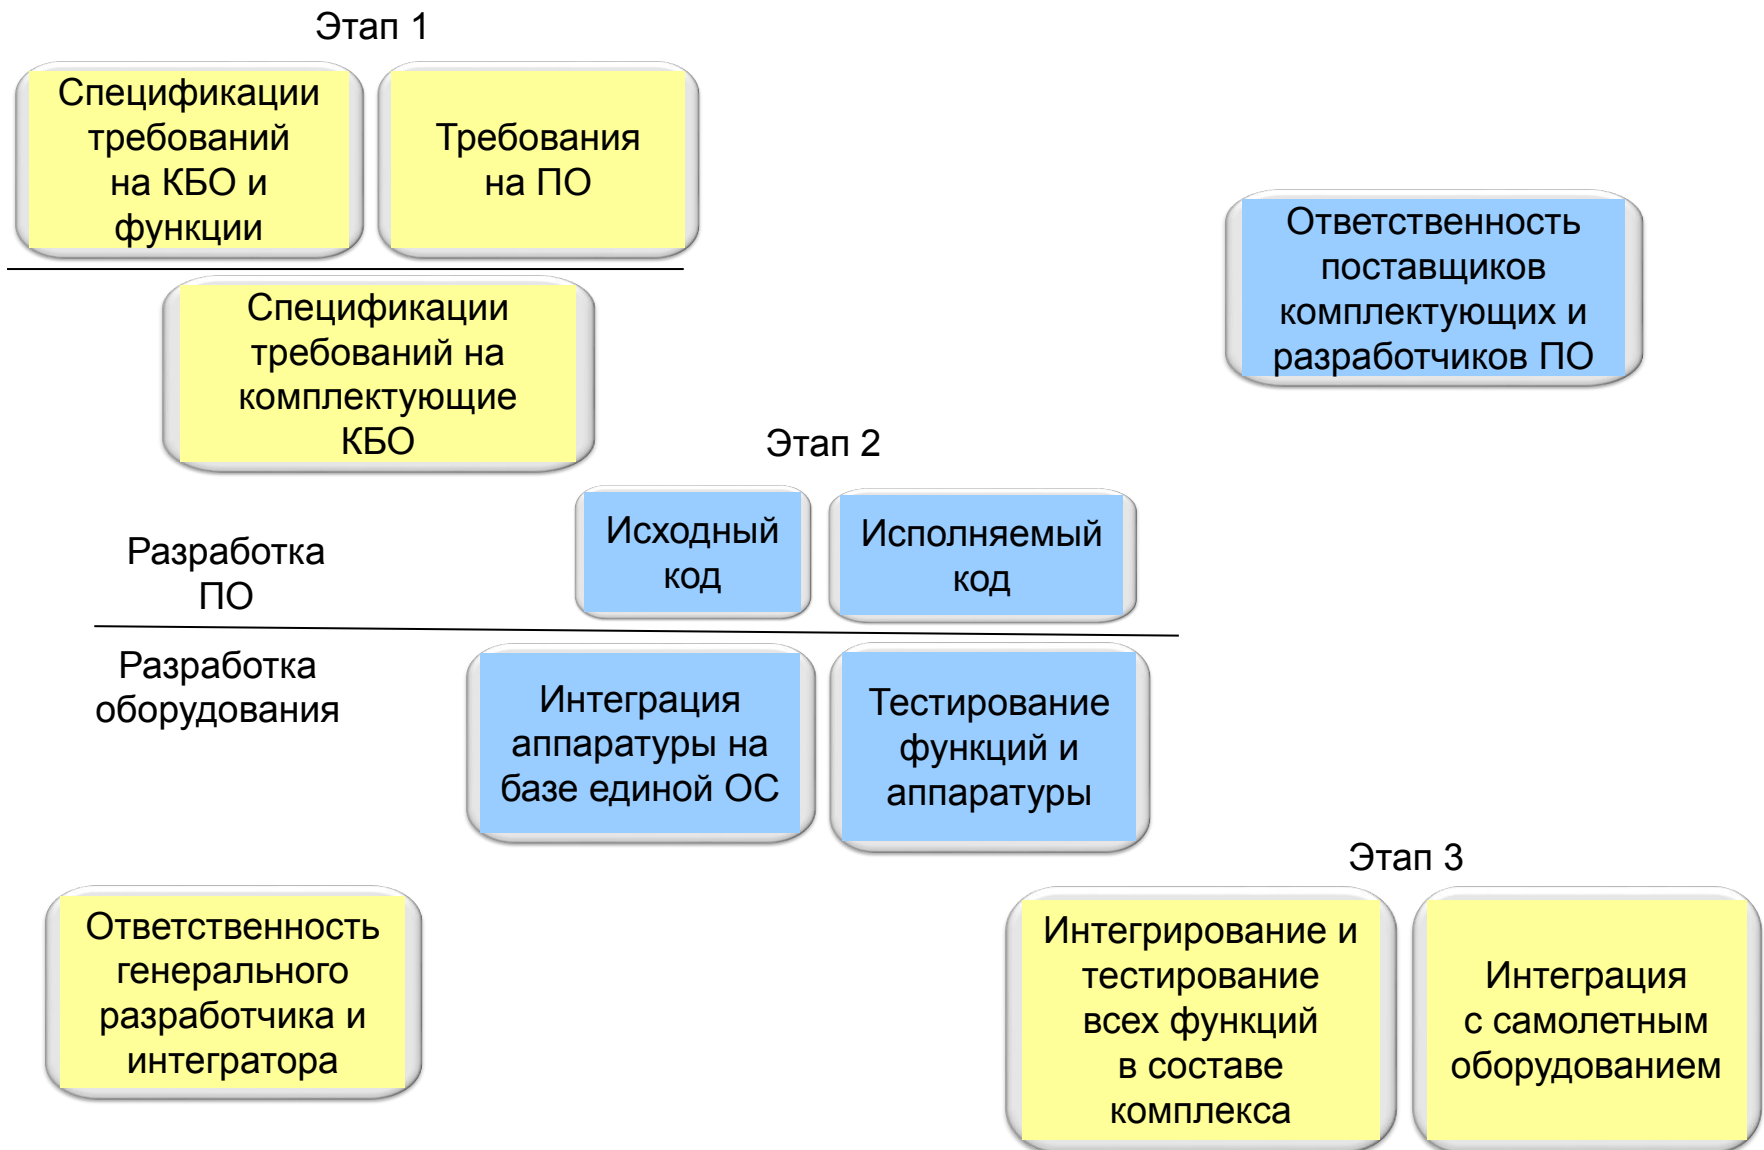 Этап 1
Спецификации
требований
на КБО и
функции
Требования
на ПО
Ответственность
поставщиков
комплектующих и
разработчиков ПО
Спецификации
требований на
комплектующие
КБО
Этап 2
Разработка
ПО
Исходный
код
Исполняемый
код
Разработка
оборудования
Интеграция
аппаратуры на
базе единой ОС
Тестирование
функций и
аппаратуры
Этап 3
Ответственность
генерального
разработчика и
интегратора
Интегрирование и
тестирование
всех функций
в составе
комплекса
Интеграция
с самолетным
оборудованием